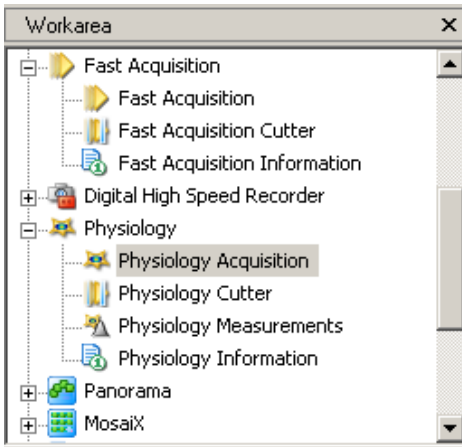 Workarea
Fast Acquisition
Fast Acquisition
Fast Acquisition Cutter
Fast Acquisition Information
Digital High Speed Recorder
Physiology
Physiology Acquisition
Physiology Cutter
Physiology Measurements
Physiology Information
Panorama
MosaiX